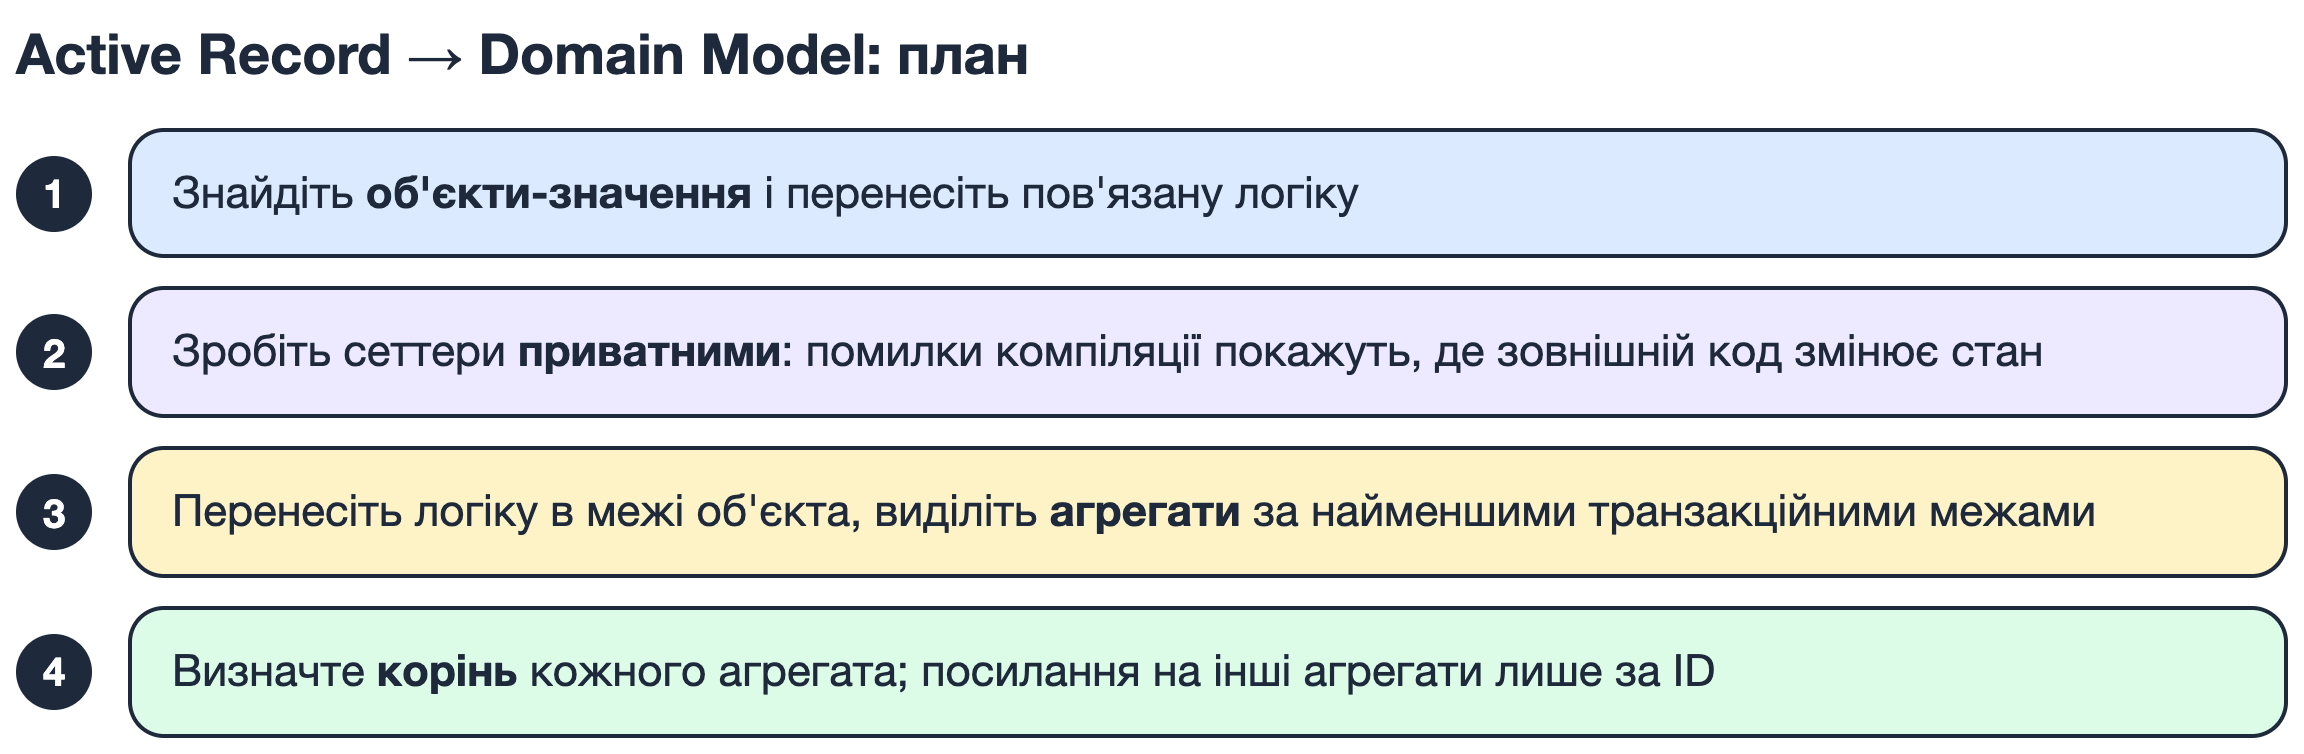 Active Record → Domain Model: план
1
Знайдіть об'єкти-значення і перенесіть пов'язану логіку
2
Зробіть сеттери приватними: помилки компіляції покажуть, де зовнішній код змінює стан
3
Перенесіть логіку в межі об'єкта, виділіть агрегати за найменшими транзакційними межами
4
Визначте корінь кожного агрегата; посилання на інші агрегати лише за ID